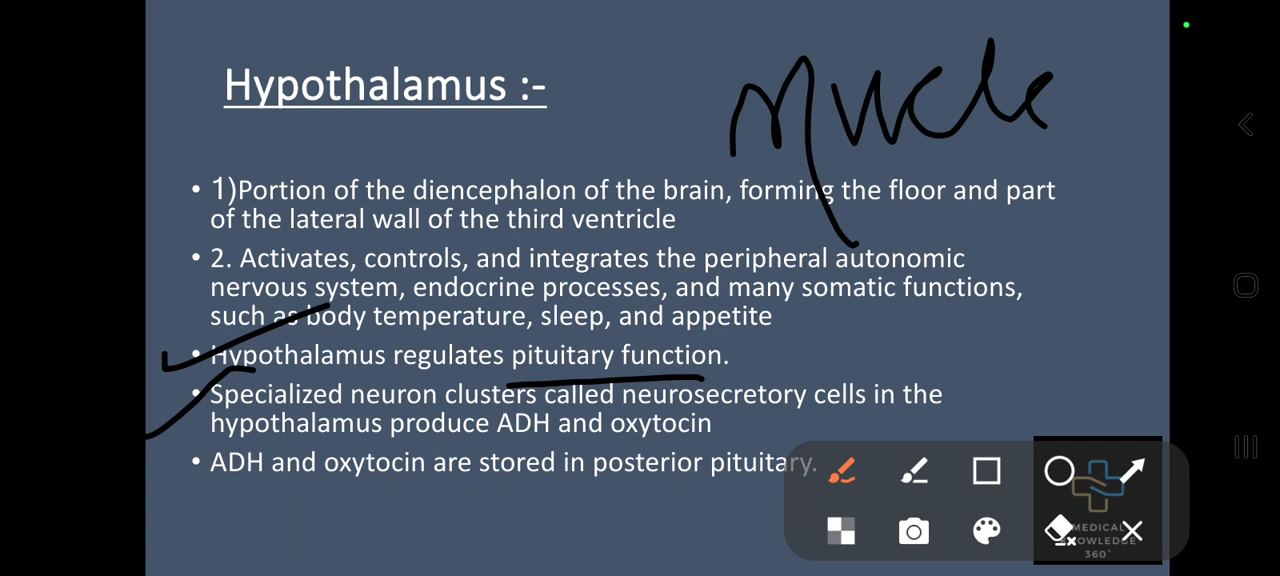 Hypothalamus :-
nucle
• 1)Portion of the diencephalon of the brain, forming the floor and part
of the lateral wall of the third ventricle
• 2. Activates, controls, and integrates the peripheral autonomic
nervous system, endocrine processes, and many somatic functions,
such as body temperature, sleep, and appetite
• Hypothalamus regulates pituitary function.
• Specialized neuron clusters called neurosecretory cells in the
hypothalamus produce ADH and oxytocin
• ADH and oxytocin are stored in posterior pituitary.
MEDICAL
KNOWLEDGE
360°